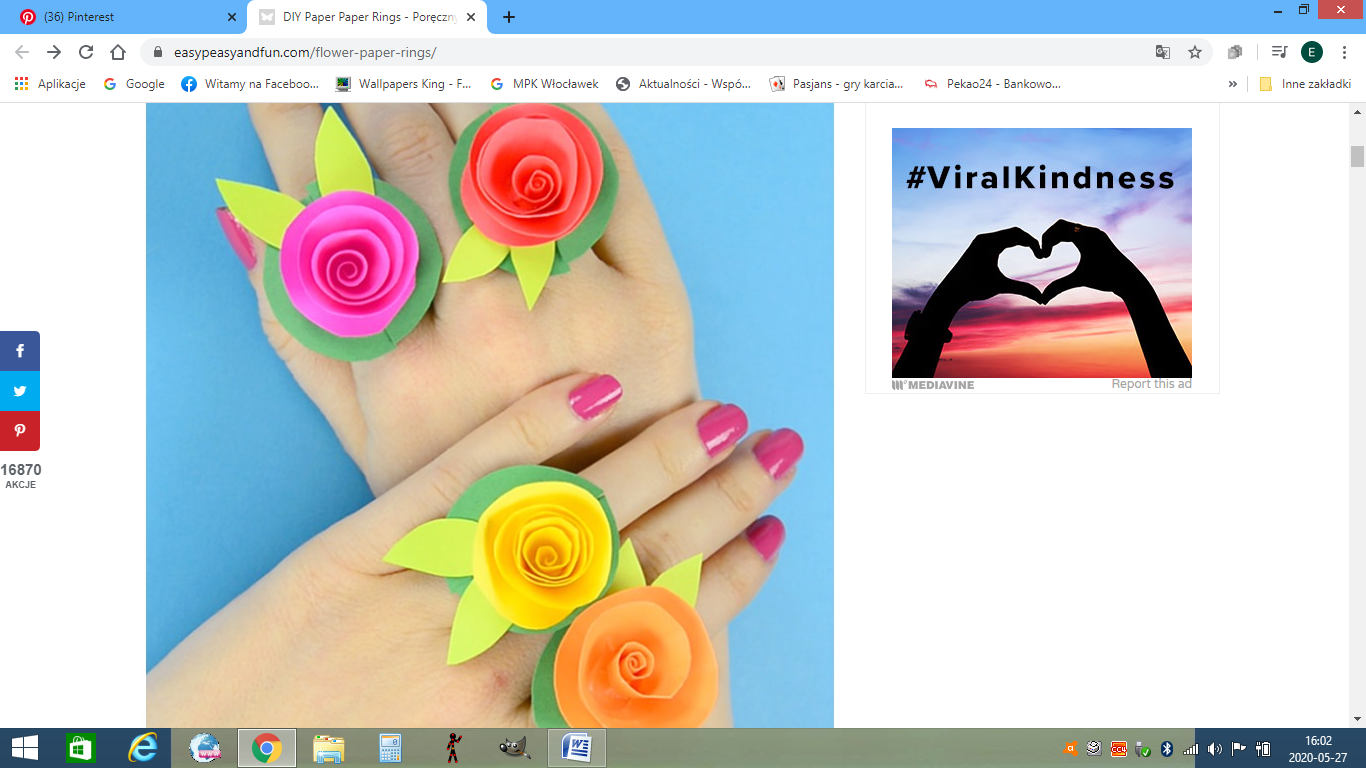 (36) Pinterest
DIY Paper Paper Rings - Poręczny
easypeasyandfun.com/flower-paper-rings/
E
Aplikacje
Google
Witamy na Faceboo...
Wallpapers King - F...
MPK Włocławek
Aktualności - Wspó...
Pasjans - gry karcia...
Pekao24 - Bankowo...
»
Inne zakładki
#ViralKindness
MEDIAVINE
Report this ad
16870
AKCJE
16:02
2020-05-27